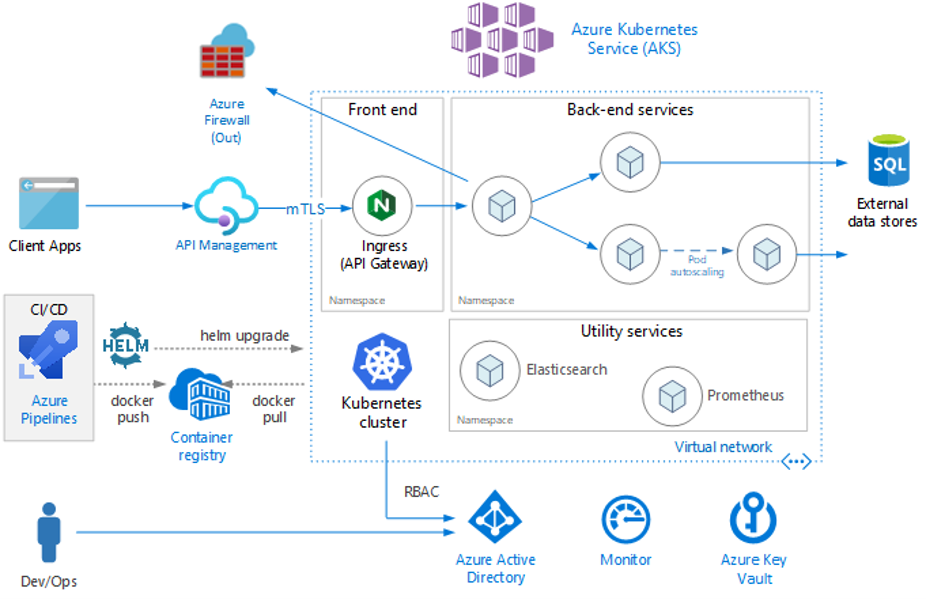 Azure Kubernetes
Service (AKS)
Azure
Firewall
(Out)
Front end
Back-end services
SQL
External
data stores
Client Apps
API Management
mTLS
N
Ingress
(API Gateway)
Pod
autoscaling
Namespace
Namespace
CI/CD
Azure
Pipelines
HELM
helm upgrade
docker
push
docker
pull
Container
registry
Kubernetes
cluster
Utility services
Elasticsearch
Prometheus
Namespace
Virtual network
RBAC
Dev/Ops
Azure Active
Directory
Monitor
Azure Key
Vault